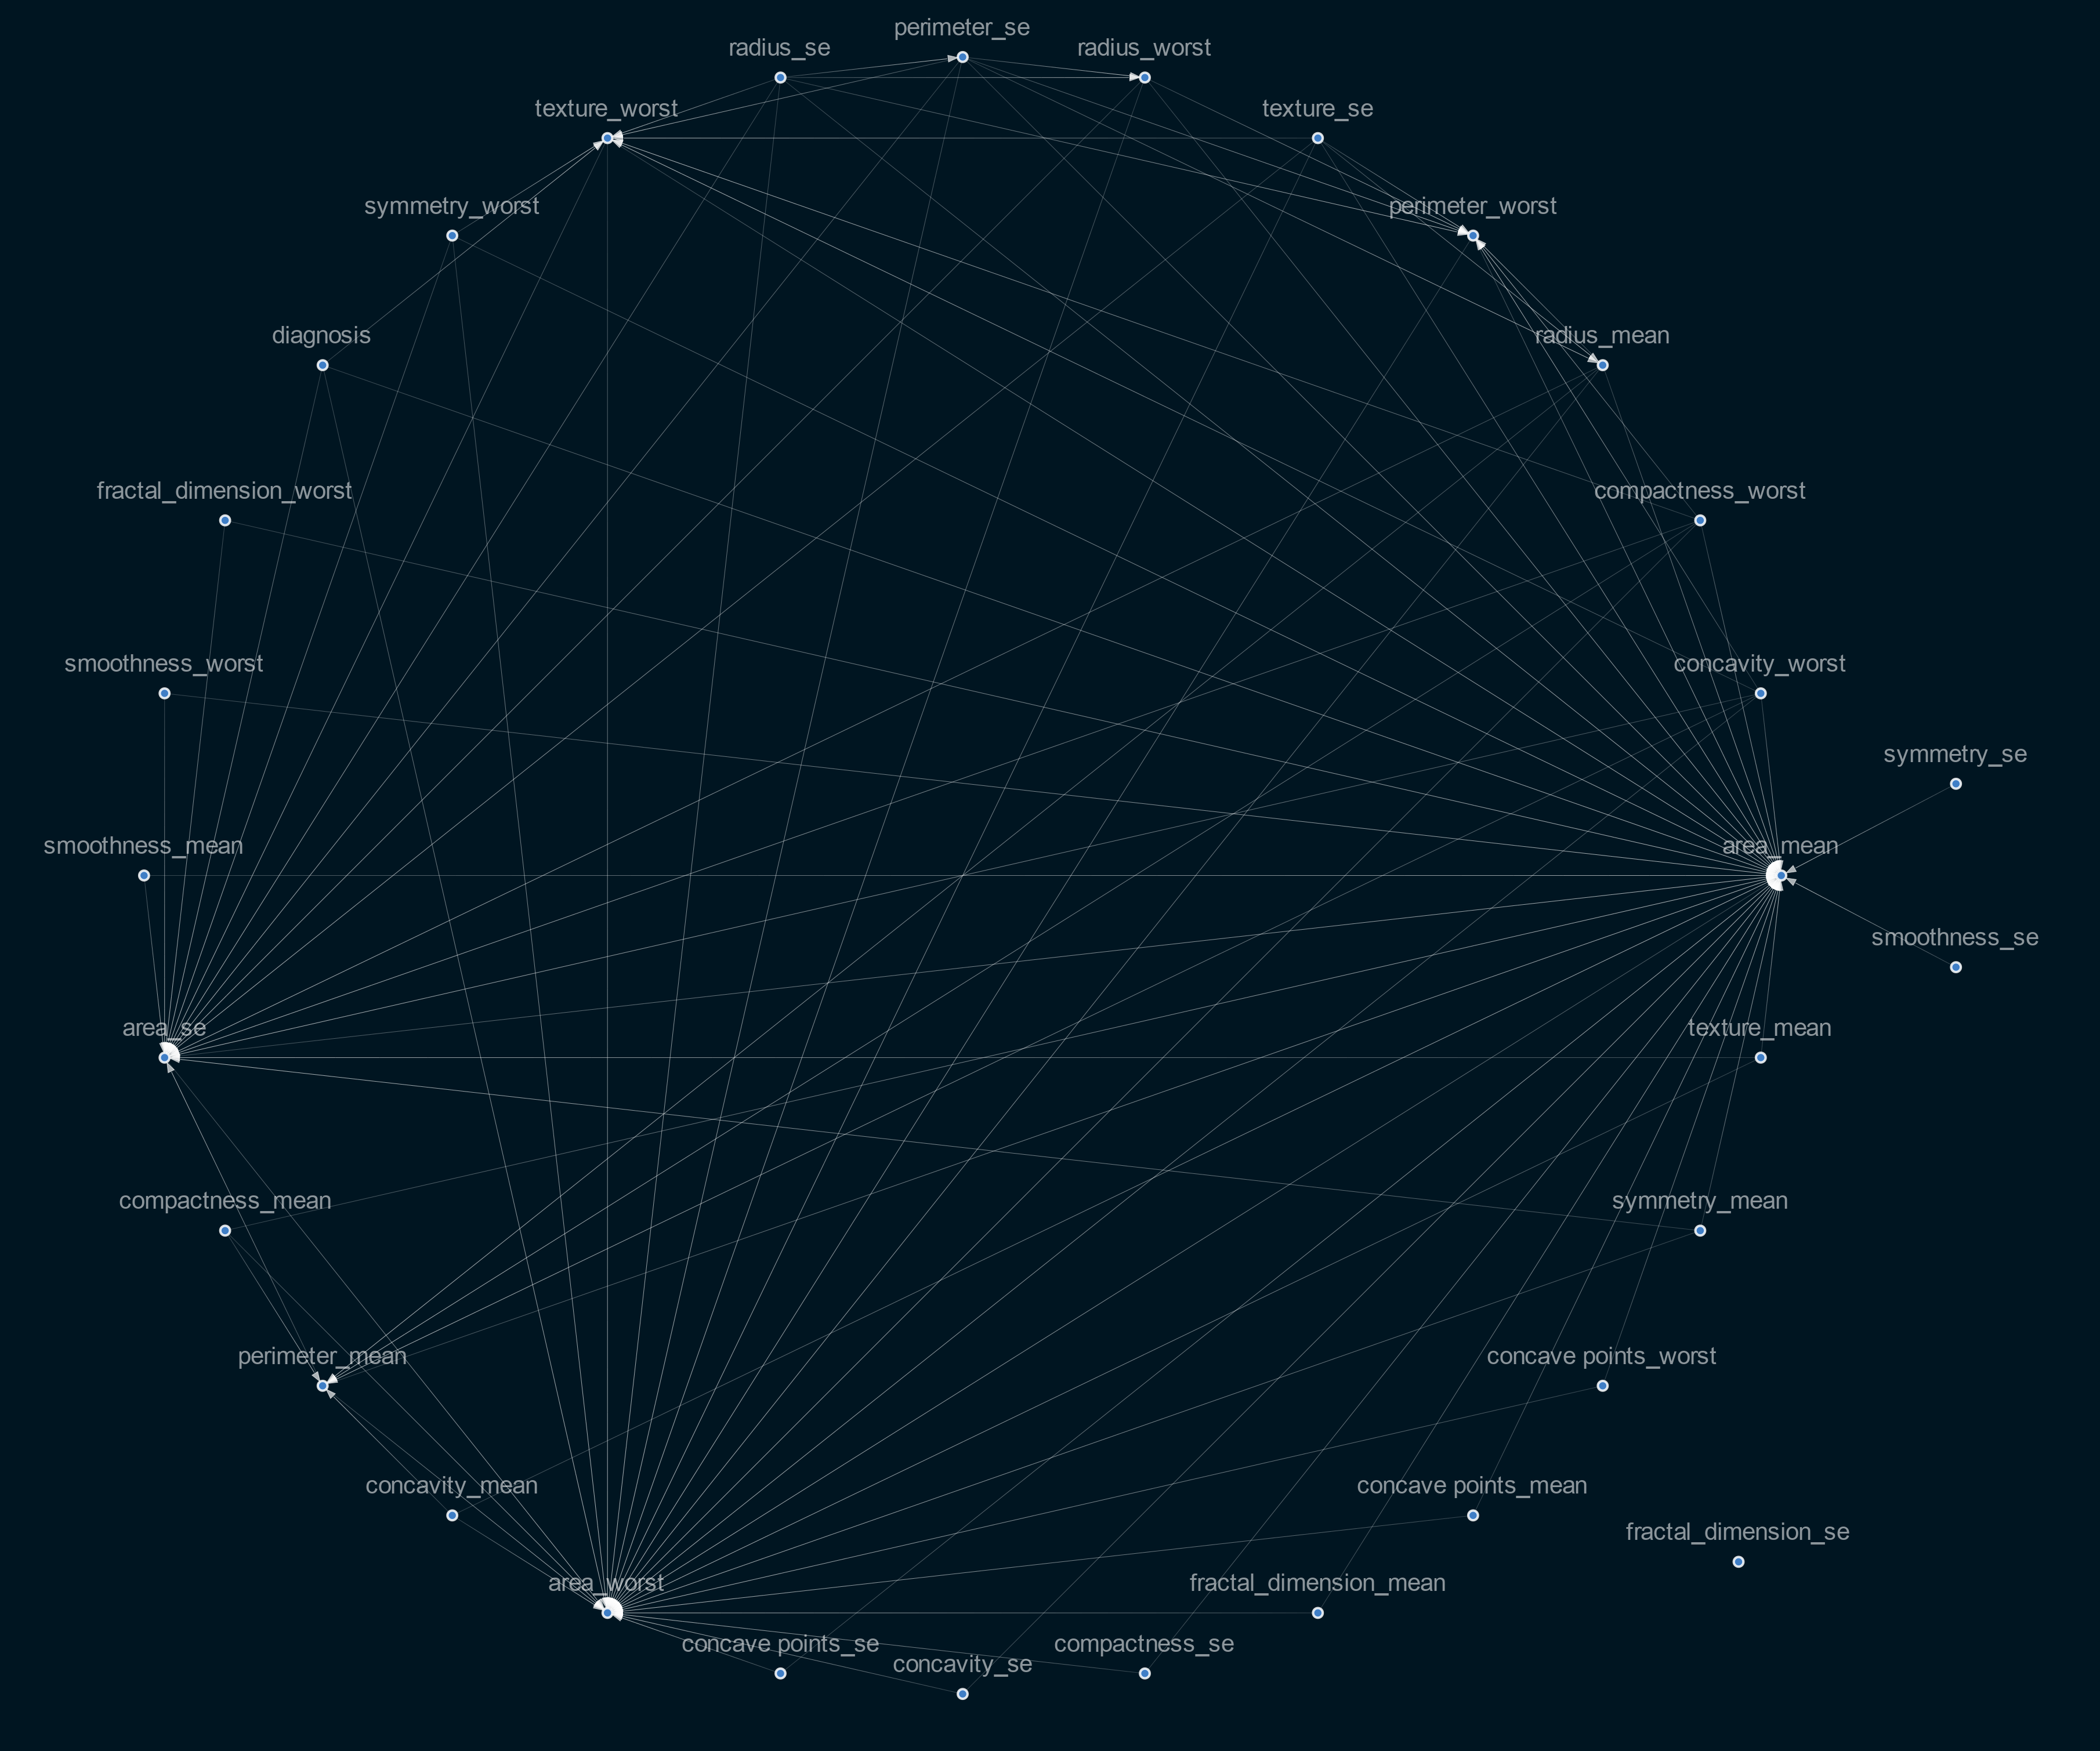 perimeter_se
radius_se
radius_worst
texture_worst
texture_se
symmetry_worst
perimeter_worst
diagnosis
radius_mean
fractal_dimension_worst
compactness_worst
smoothness_worst
concavity_worst
symmetry_se
smoothness_mean
area_mean
smoothness_se
area_se
texture_mean
compactness_mean
symmetry_mean
perimeter_mean
concave points_worst
concavity_mean
concave points_mean
fractal_dimension_se
area_worst
fractal_dimension_mean
concave points_se
compactness_se
concavity_se